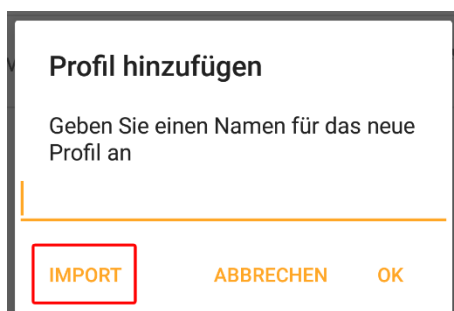 Profil hinzufügen
Geben Sie einen Namen für das neue
Profil an
IMPORT ABBRECHEN OK